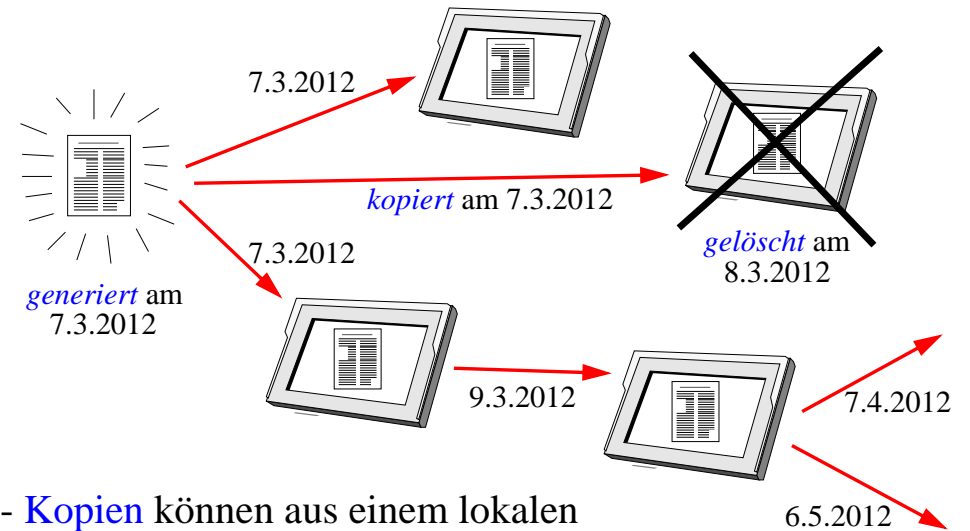 7.3.2012
kopiert am 7.3.2012
gelöscht am
8.3.2012
7.3.2012
generiert am
7.3.2012
9.3.2012
7.4.2012
6.5.2012
- Kopien können aus einem lokalen